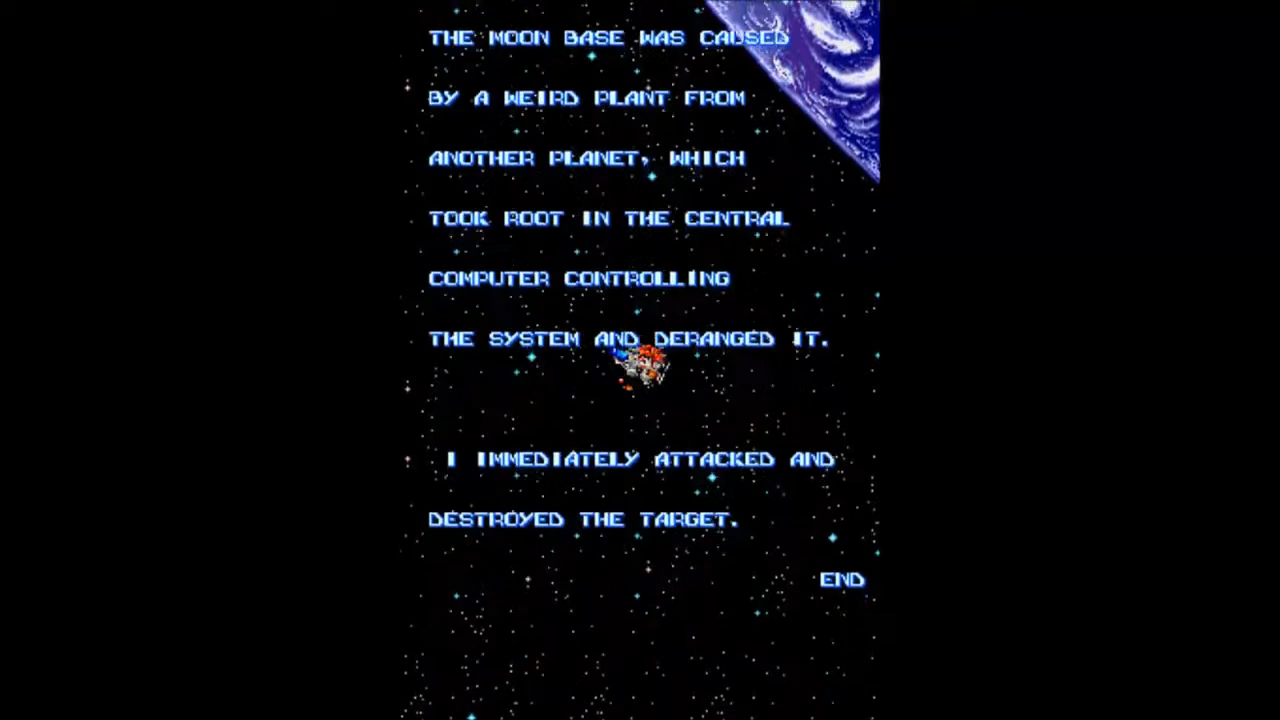 THE MOON BASE WAS CAUSED
BY A WEIRD PLANT FROM
ANOTHER PLANET, WHICH
TOOK ROOT IN THE CENTRAL
COMPUTER CONTROLLING
THE SYSTEM AND DERANGED IT.
I IMMEDIATELY ATTACKED AND
DESTROYED THE TARGET.
END